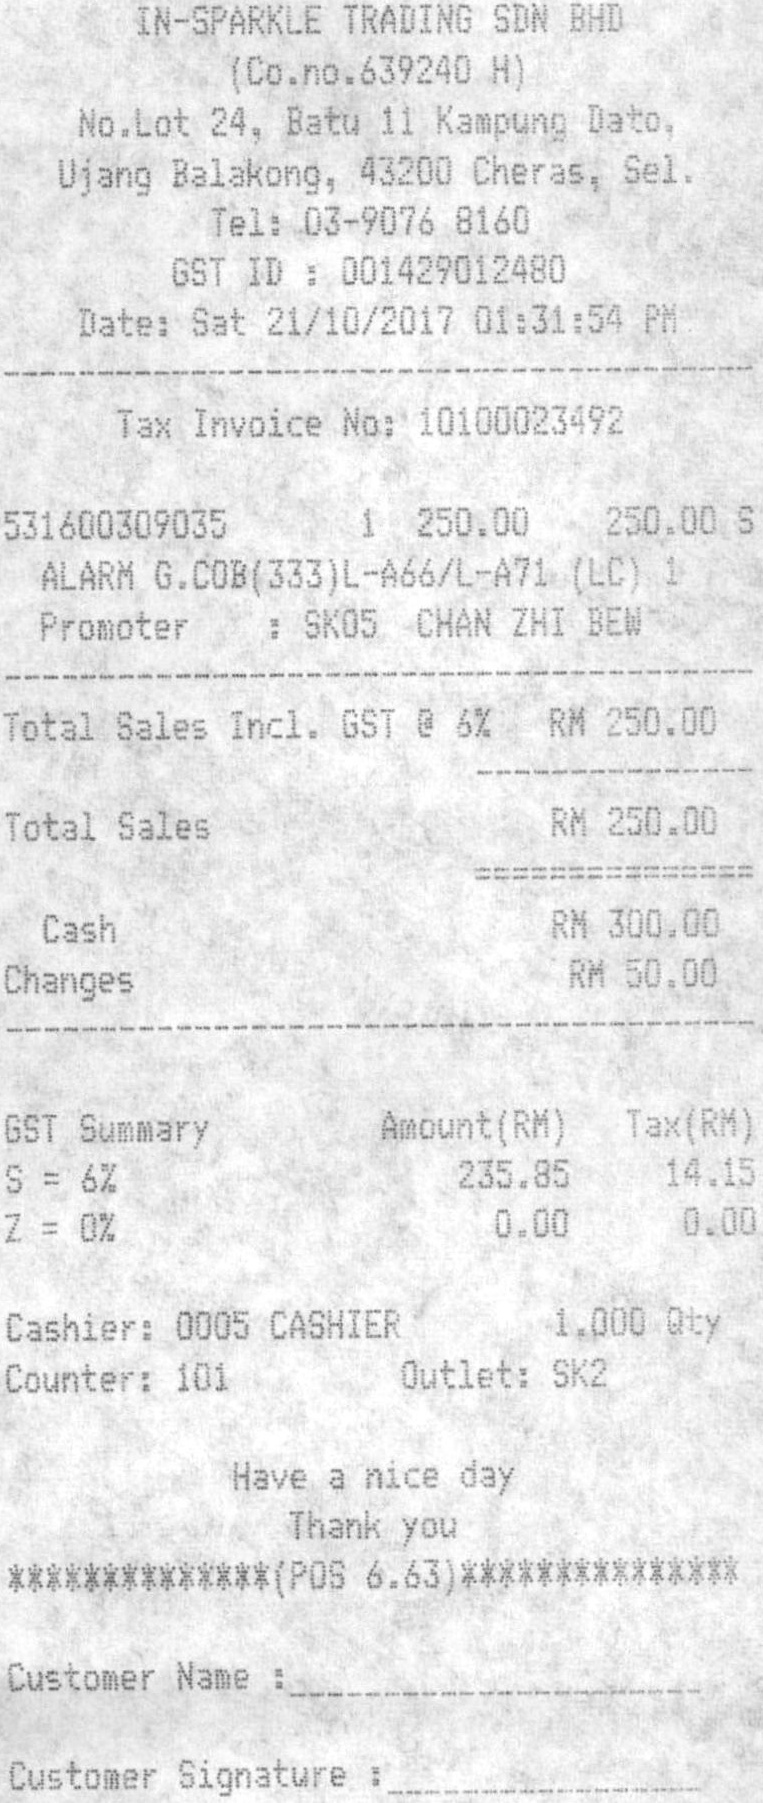 IN-SPARKLE TRADING SDN BHD
(Co.no.639240 H)
No.Lot 24, Batu 11 Kampung Dato,
Ujang Balakong, 43200 Cheras, Sel.
Tel: 03-9076 8160
GST ID : 001429012480
Date: Sat 21/10/2017 01:31:54 PM
Tax Invoice No: 10100023492
531600309035 1 250.00 250.00 S
ALARM G.COB(333)L-A66/L-A71 (LC) 1
Promoter : SK05 CHAN ZHI BEW
Total Sales Incl. GST @ 6% RM 250.00
Total Sales RM 250.00
Cash RM 300.00
Changes RM 50.00
GST Summary Amount(RM) Tax(RM)
S = 6% 235.85 14.15
Z = 0% 0.00 0.00
Cashier: 0005 CASHIER 1.000 Qty
Counter: 101 Outlet: SK2
Have a nice day
Thank you
**************(POS 6.63)***************
Customer Name :______________________
Customer Signature :_________________